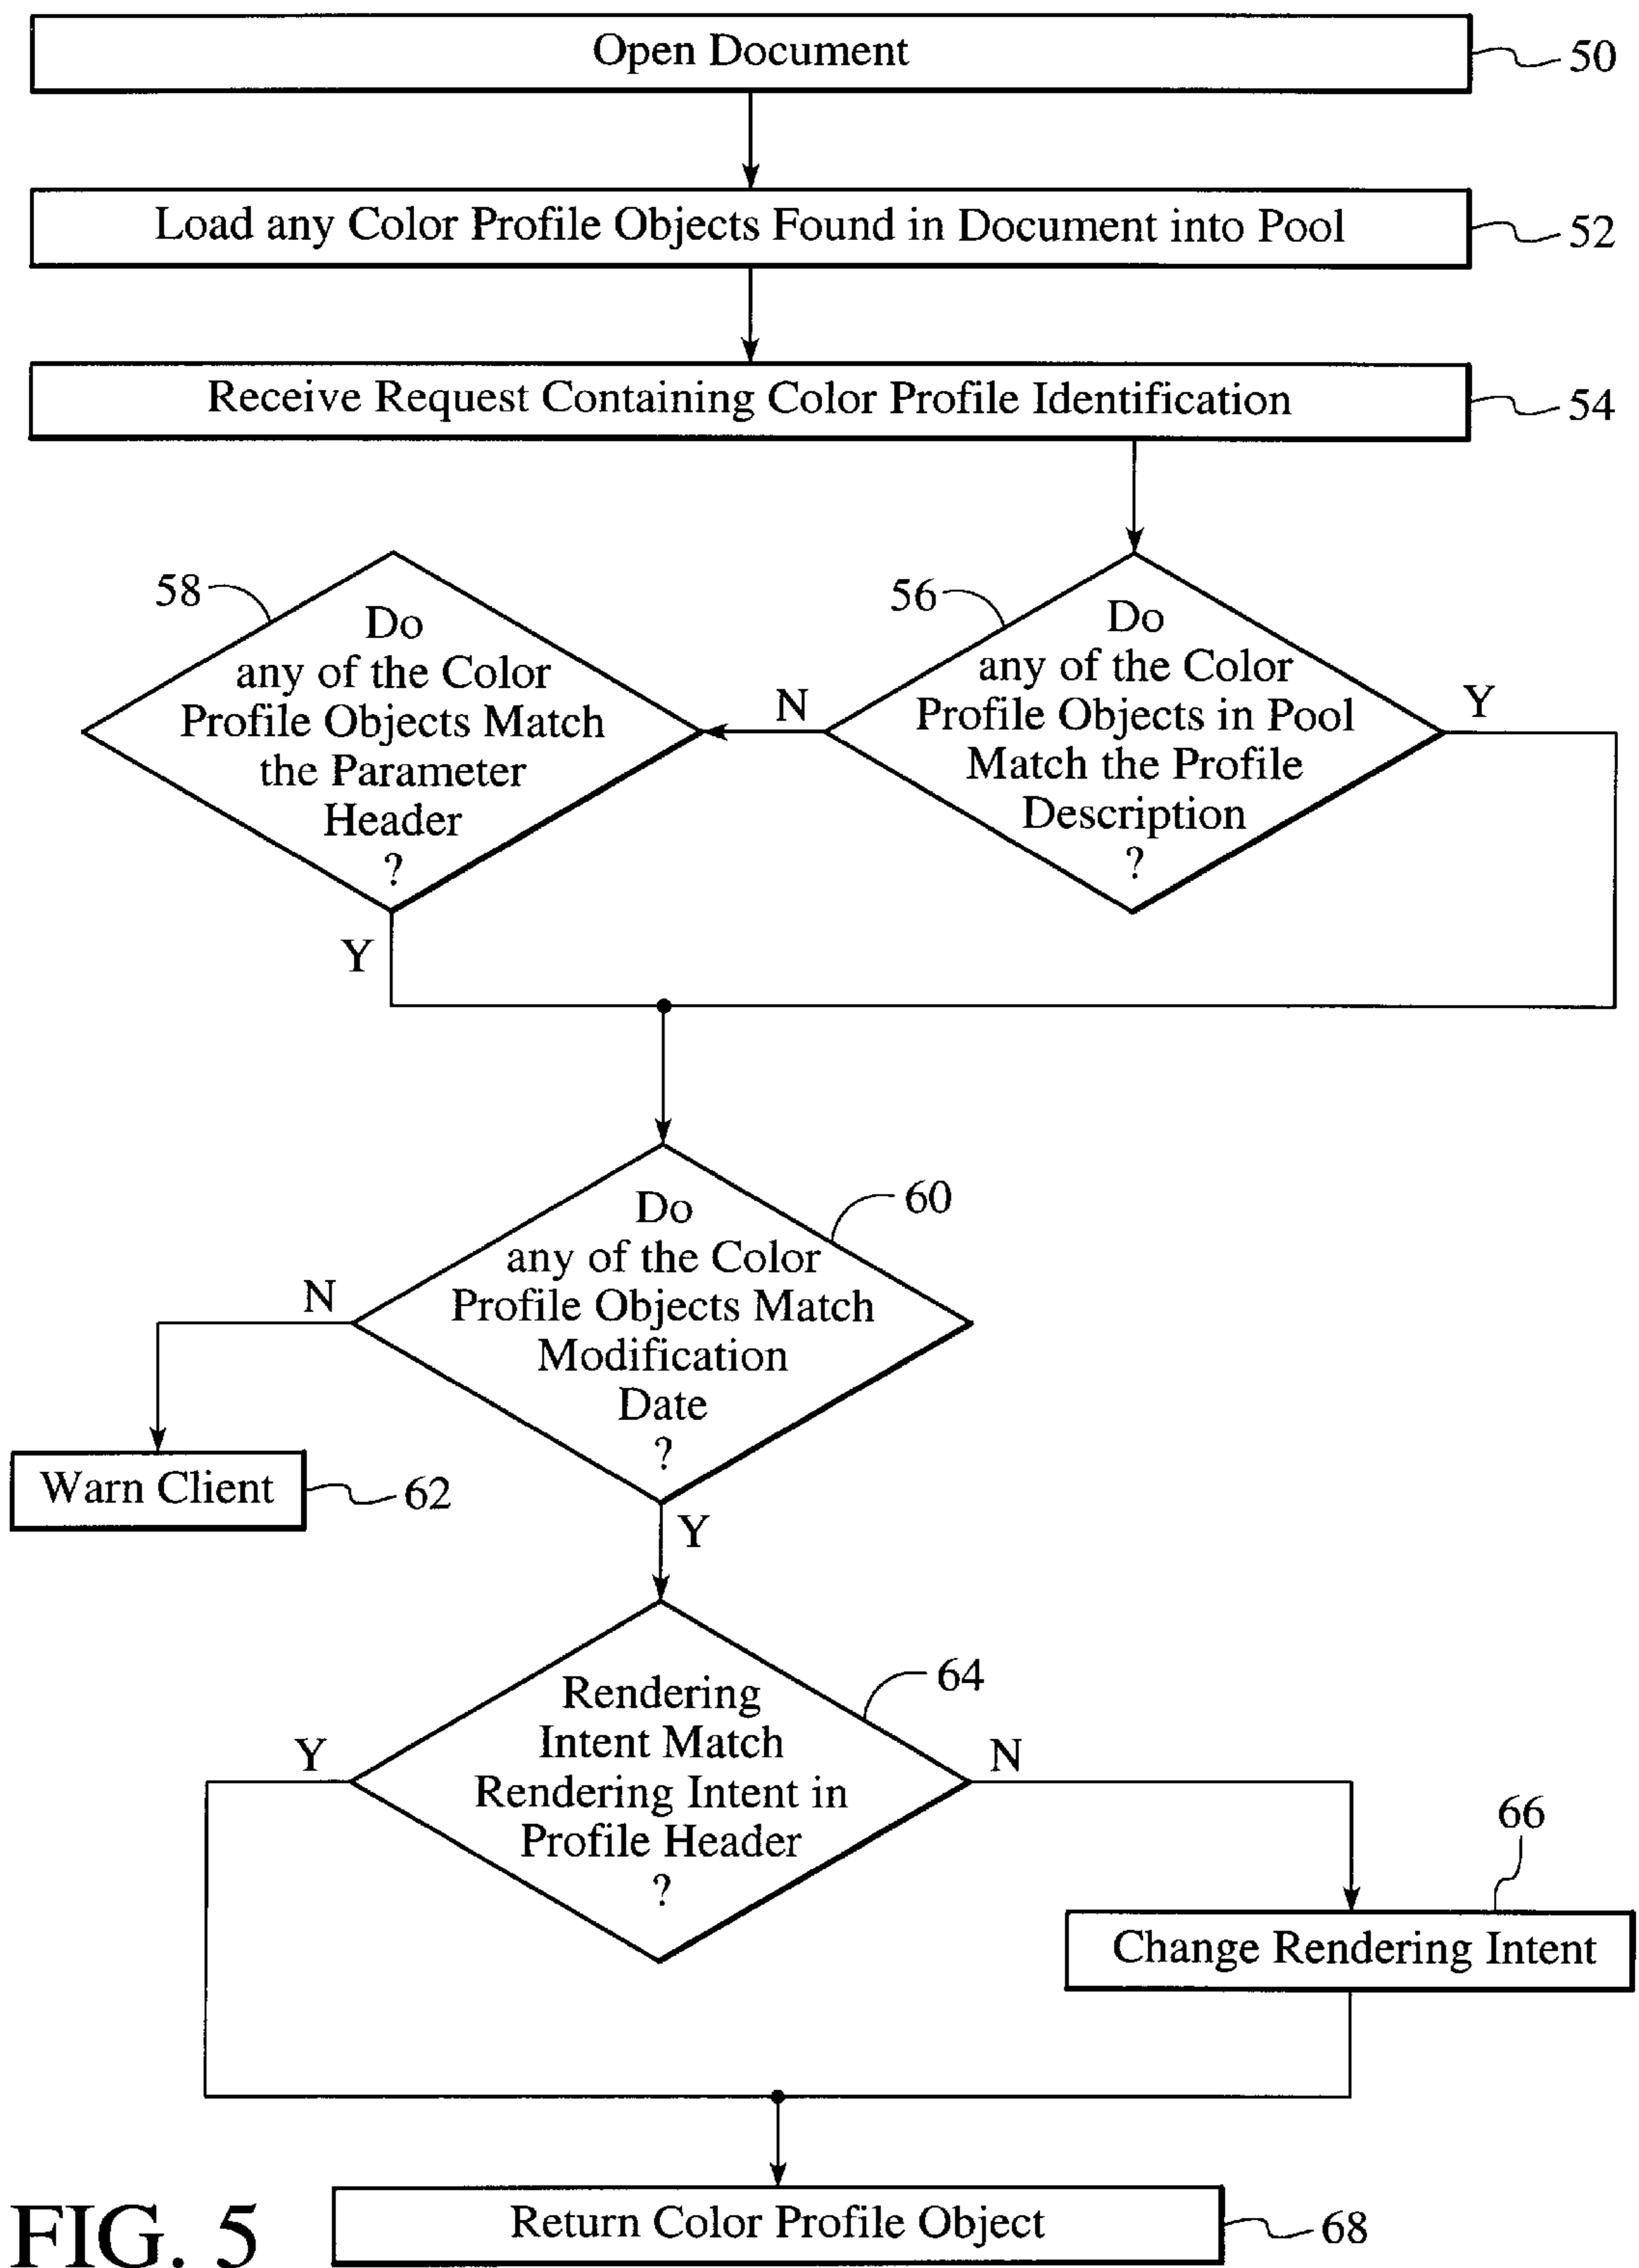 Open Document
50
Load any Color Profile Objects Found in Document into Pool
52
Receive Request Containing Color Profile Identification
54
58
Do
any of the Color
Profile Objects Match
the Parameter
Header
?
N
56
Do
any of the Color
Profile Objects in Pool
Match the Profile
Description
?
Y
Y
60
Do
any of the Color
Profile Objects Match
Modification
Date
?
N
Warn Client
62
Y
64
Rendering
Intent Match
Rendering Intent in
Profile Header
?
Y
N
66
Change Rendering Intent
FIG. 5
Return Color Profile Object
68